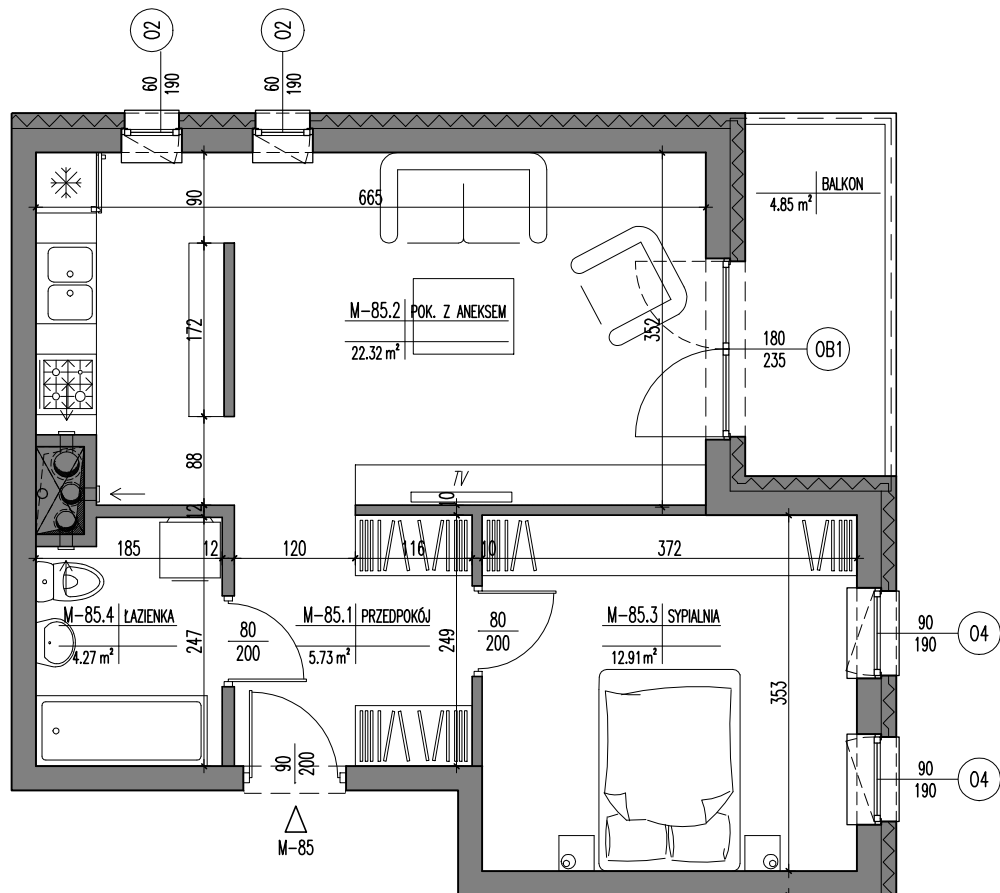 02
02
60
190
60
190
90
665
BALKON
4.85 m²
172
M-85.2 POK. Z ANEKSEM
22.32 m²
352
180
235
OB1
88
TV
10
12
185
12
120
116
10
372
M-85.4 ŁAZIENKA
4.27 m²
M-85.1 PRZEDPOKÓJ
5.73 m²
M-85.3 SYPIALNIA
12.91 m²
80
200
80
200
90
190
04
247
249
353
90
200
90
190
04
M-85